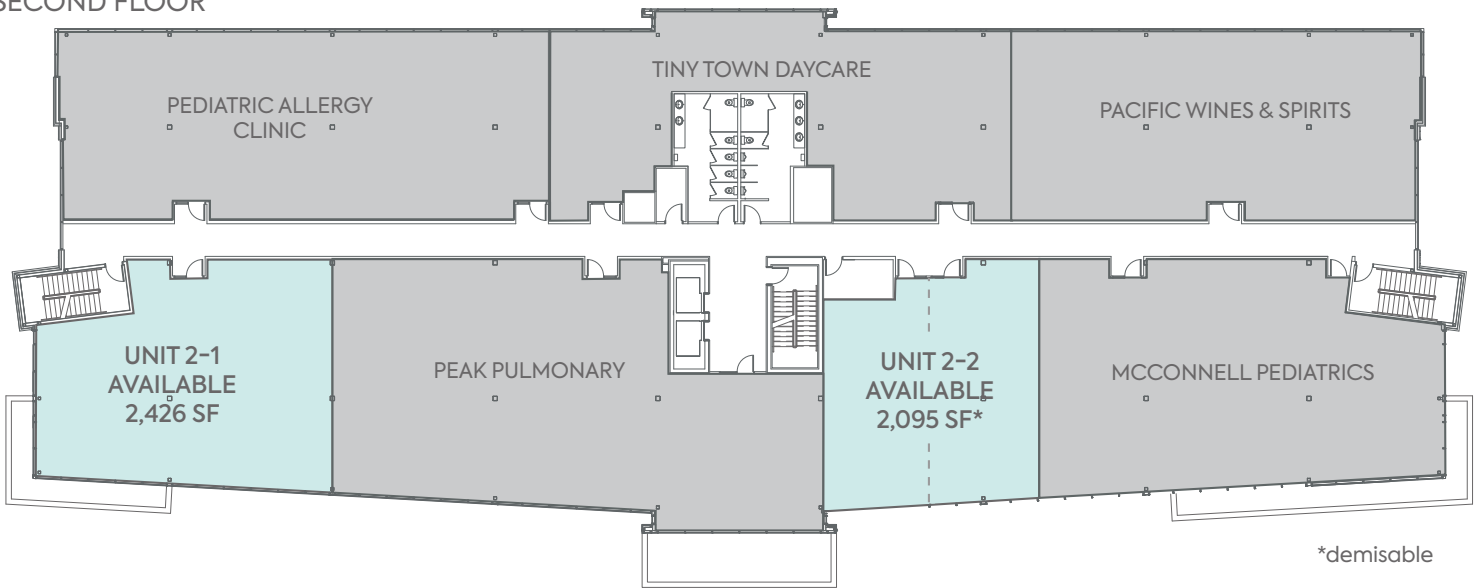 SECOND FLOOR
TINY TOWN DAYCARE
PEDIATRIC ALLERGY
CLINIC
PACIFIC WINES & SPIRITS
UNIT 2-1
AVAILABLE
2,426 SF
PEAK PULMONARY
UNIT 2-2
AVAILABLE
2,095 SF*
MCCONNELL PEDIATRICS
*demisable